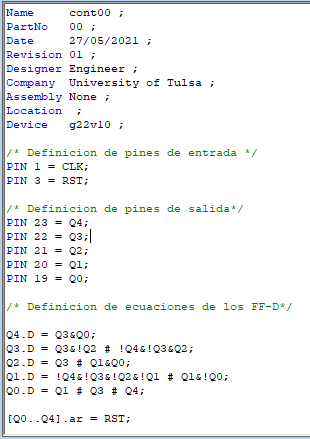 Name     cont00 ;
PartNo   00 ;
Date     27/05/2021 ;
Revision 01 ;
Designer Engineer ;
Company  University of Tulsa ;
Assembly None ;
Location  ;
Device   g22v10 ;
/* Definicion de pines de entrada */
PIN 1 = CLK;
PIN 3 = RST;
/* Definicion de pines de salida*/
PIN 23 = Q4;
PIN 22 = Q3;
PIN 21 = Q2;
PIN 20 = Q1;
PIN 19 = Q0;
/* Definicion de ecuaciones de los FF-D*/
Q4.D = Q3&Q0;
Q3.D = Q3&!Q2 # !Q4&!Q3&Q2;
Q2.D = Q3 # Q1&Q0;
Q1.D = !Q4&!Q3&!Q2&!Q1 # Q1&!Q0;
Q0.D = Q1 # Q3 # Q4;
[Q0..Q4].ar = RST;